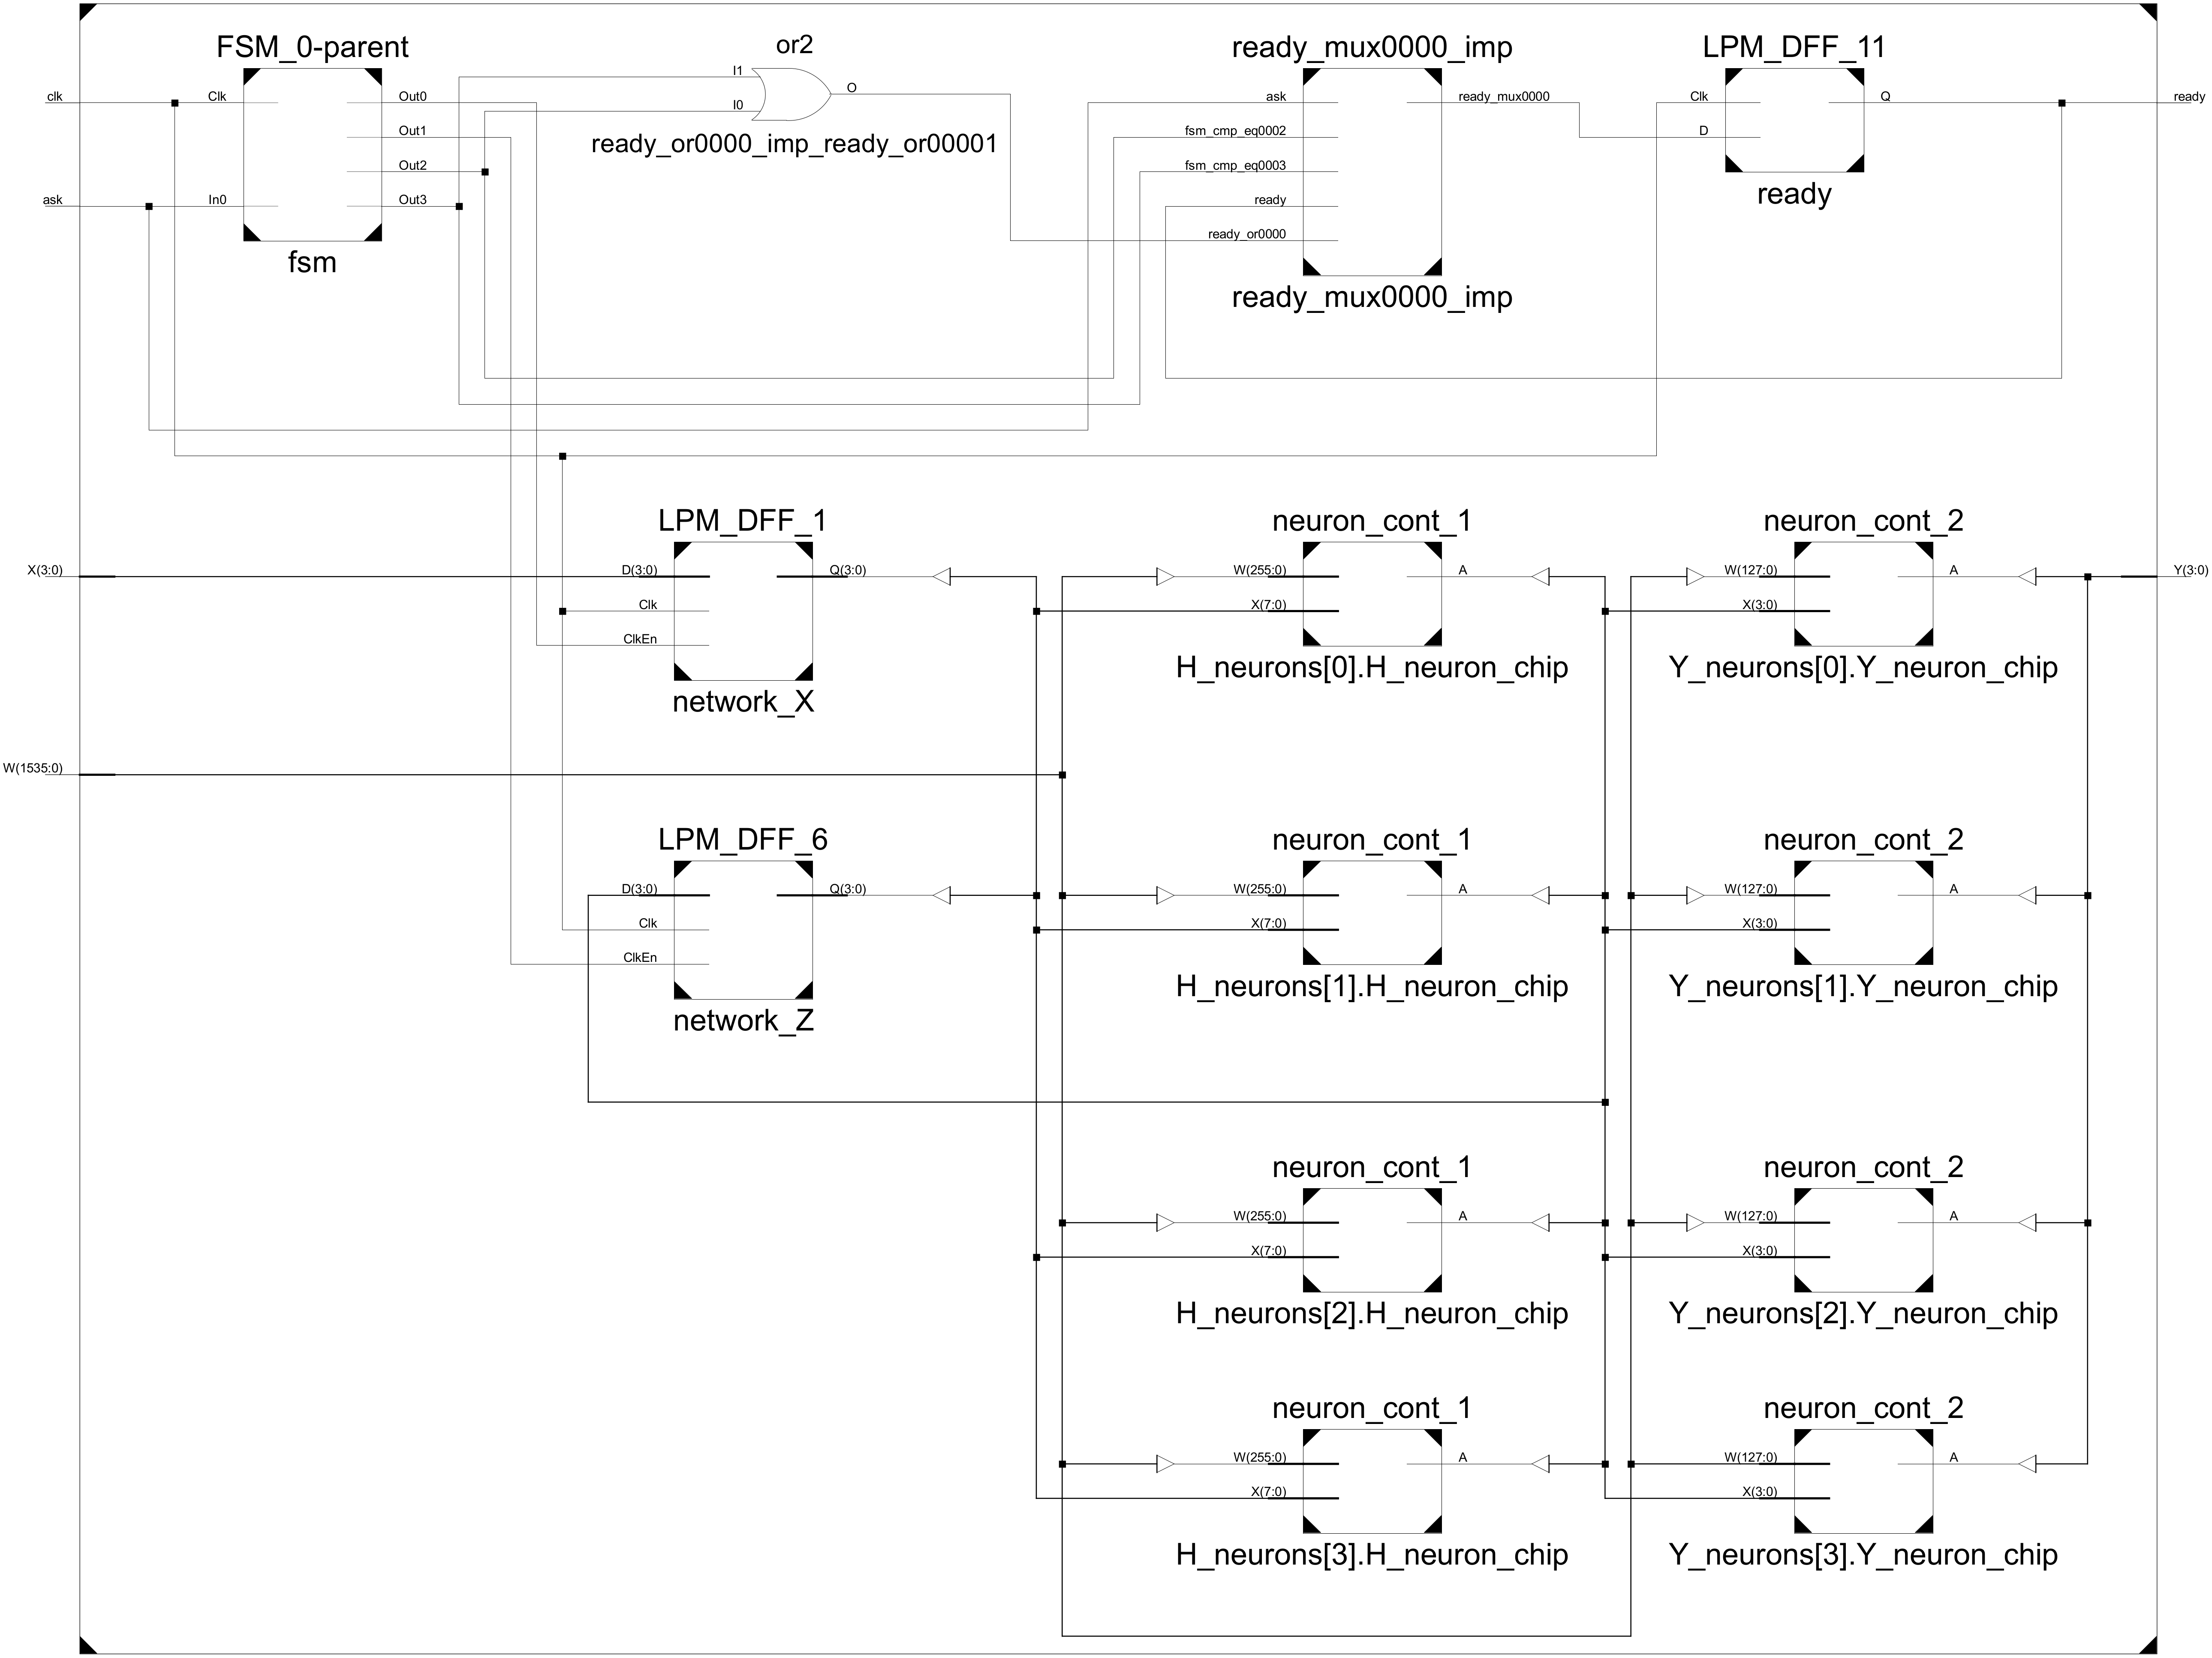 FSM_0-parent
or2
ready_mux0000_imp
LPM_DFF_11
clk
Clk
Out0
I1
O
I0
ask
ready_mux0000
Clk
Q
ready
Out1
fsm_cmp_eq0002
D
ready_or0000_imp_ready_or00001
Out2
fsm_cmp_eq0003
ask
In0
Out3
ready
ready
ready_or0000
fsm
ready_mux0000_imp
LPM_DFF_1
neuron_cont_1
neuron_cont_2
X(3:0)
D(3:0)
Q(3:0)
W(255:0)
A
W(127:0)
A
Y(3:0)
Clk
X(7:0)
X(3:0)
ClkEn
H_neurons[0].H_neuron_chip
Y_neurons[0].Y_neuron_chip
network_X
W(1535:0)
LPM_DFF_6
neuron_cont_1
neuron_cont_2
D(3:0)
Q(3:0)
W(255:0)
A
W(127:0)
A
Clk
X(7:0)
X(3:0)
ClkEn
H_neurons[1].H_neuron_chip
Y_neurons[1].Y_neuron_chip
network_Z
neuron_cont_1
neuron_cont_2
W(255:0)
A
W(127:0)
A
X(7:0)
X(3:0)
H_neurons[2].H_neuron_chip
Y_neurons[2].Y_neuron_chip
neuron_cont_1
neuron_cont_2
W(255:0)
A
W(127:0)
A
X(7:0)
X(3:0)
H_neurons[3].H_neuron_chip
Y_neurons[3].Y_neuron_chip